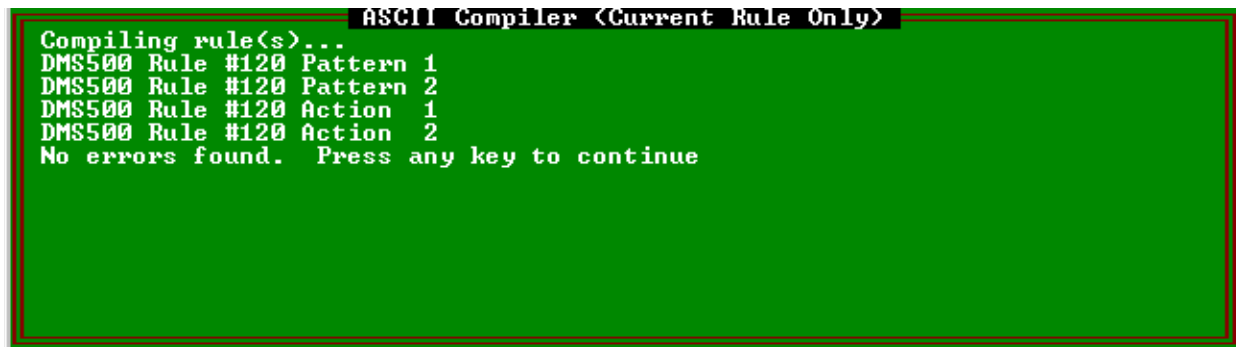 ASCII Compiler (Current Rule Only)
Compiling rule(s)...
DMS500 Rule #120 Pattern 1
DMS500 Rule #120 Pattern 2
DMS500 Rule #120 Action  1
DMS500 Rule #120 Action  2
No errors found.  Press any key to continue